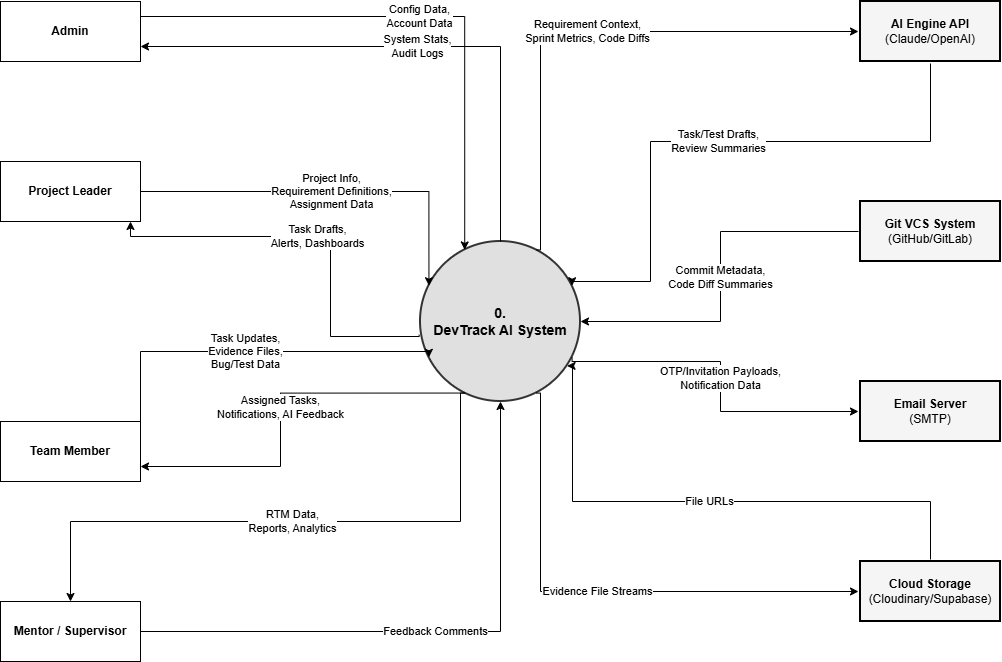 Admin
Config Data,
Account Data
System Stats,
Audit Logs
Requirement Context,
Sprint Metrics, Code Diffs
AI Engine API
(Claude/OpenAI)
Task/Test Drafts,
Review Summaries
Project Leader
Project Info,
Requirement Definitions,
Assignment Data
Task Drafts,
Alerts, Dashboards
Git VCS System
(GitHub/GitLab)
Commit Metadata,
Code Diff Summaries
0.
DevTrack AI System
Task Updates,
Evidence Files,
Bug/Test Data
OTP/Invitation Payloads,
Notification Data
Email Server
(SMTP)
Assigned Tasks,
Notifications, AI Feedback
Team Member
RTM Data,
Reports, Analytics
File URLs
Cloud Storage
(Cloudinary/Supabase)
Evidence File Streams
Mentor / Supervisor
Feedback Comments